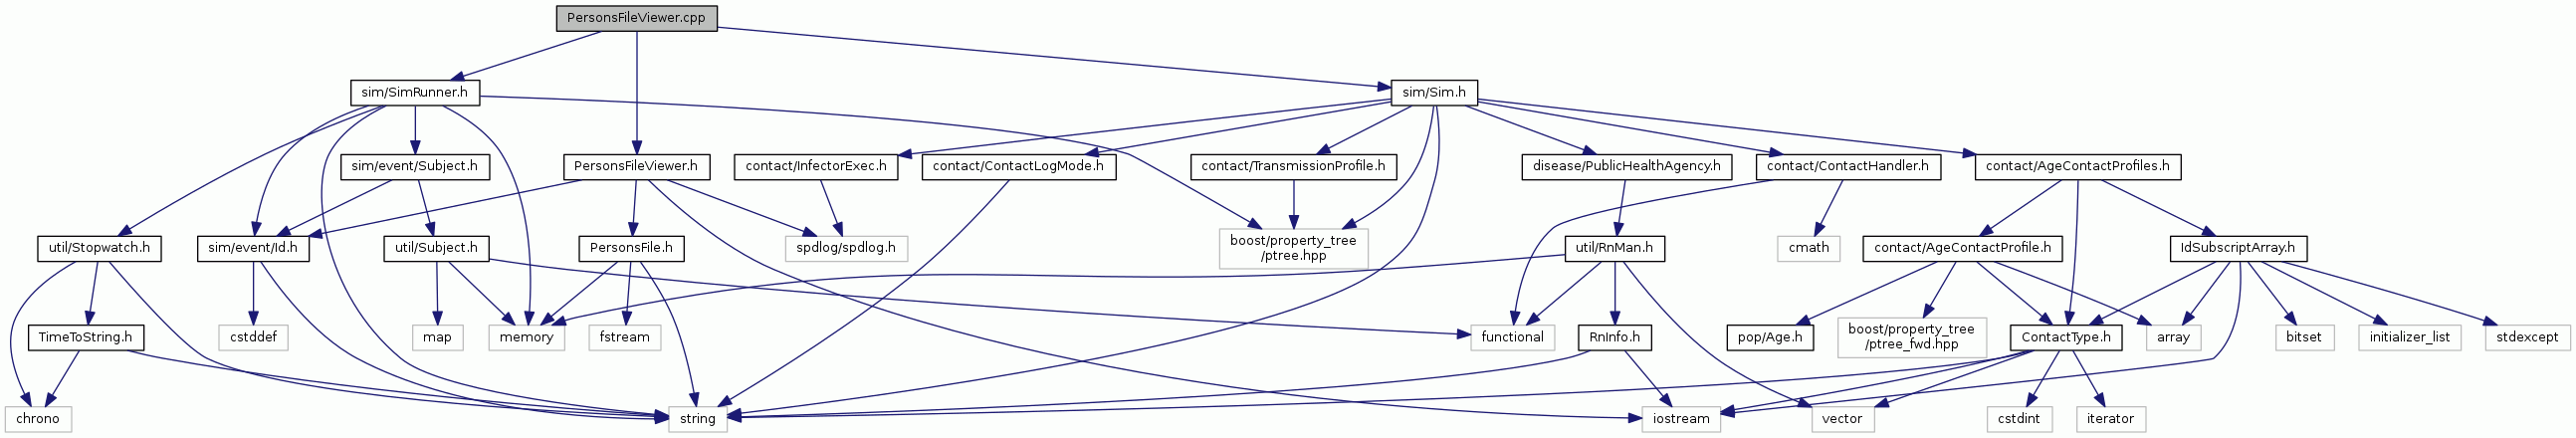 PersonsFileViewer.cpp
sim/SimRunner.h
sim/Sim.h
sim/event/Subject.h
PersonsFileViewer.h
contact/InfectorExec.h
contact/ContactLogMode.h
contact/TransmissionProfile.h
disease/PublicHealthAgency.h
contact/ContactHandler.h
contact/AgeContactProfiles.h
util/Stopwatch.h
sim/event/Id.h
util/Subject.h
PersonsFile.h
spdlog/spdlog.h
boost/property_tree
/ptree.hpp
util/RnMan.h
cmath
contact/AgeContactProfile.h
IdSubscriptArray.h
TimeToString.h
cstddef
map
memory
fstream
functional
RnInfo.h
pop/Age.h
boost/property_tree
/ptree_fwd.hpp
ContactType.h
array
bitset
initializer_list
stdexcept
chrono
string
iostream
vector
cstdint
iterator